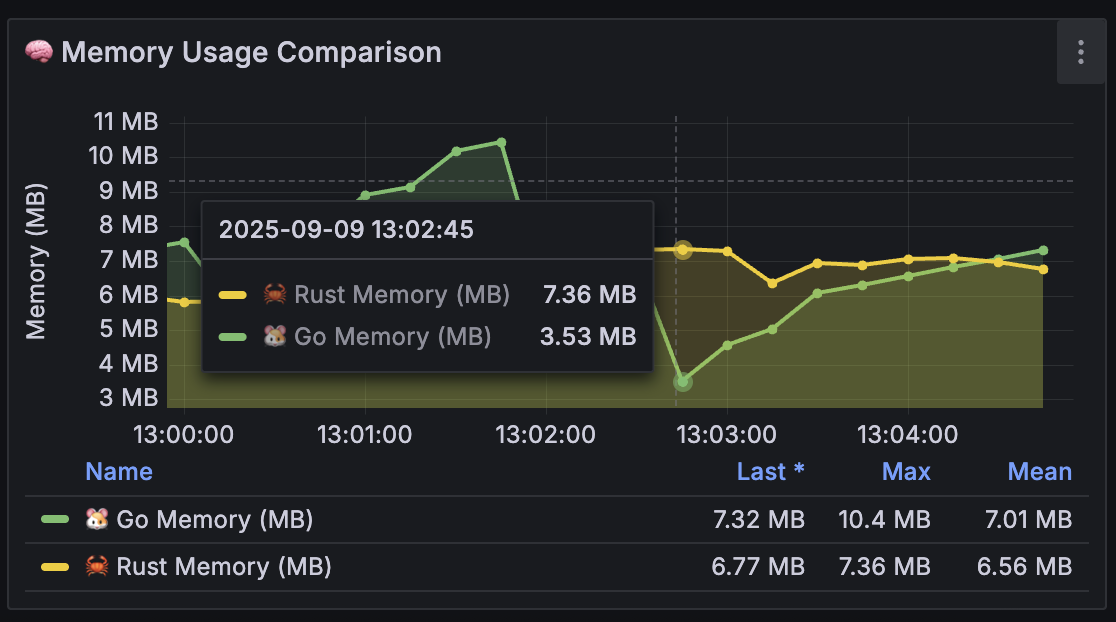 🧠 Memory Usage Comparison
Memory (MB)
11 MB
10 MB
9 MB
8 MB
7 MB
6 MB
5 MB
4 MB
3 MB
2025-09-09 13:02:45
🦀 Rust Memory (MB) 7.36 MB
🐹 Go Memory (MB) 3.53 MB
13:00:00 13:01:00 13:02:00 13:03:00 13:04:00
Name Last * Max Mean
🐹 Go Memory (MB) 7.32 MB 10.4 MB 7.01 MB
🦀 Rust Memory (MB) 6.77 MB 7.36 MB 6.56 MB